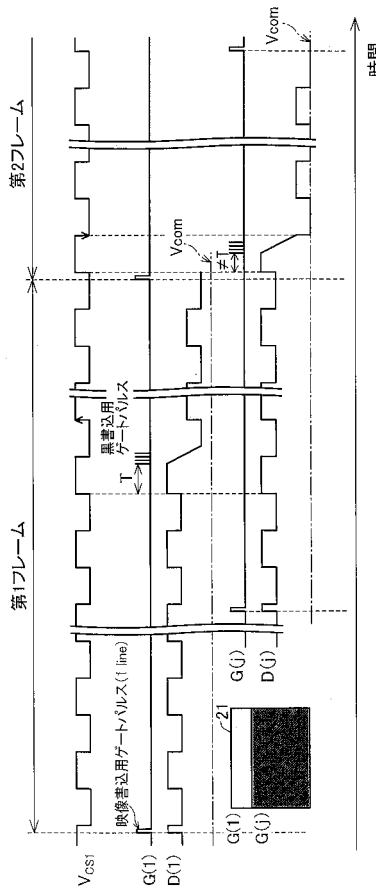 第1フレーム
第2フレーム
VCS1
映像書込用ゲートパルス(1 line)
黒書込用
ゲートパルス
G(1)
T
D(1)
Vcom
G(j)
≠T
D(j)
Vcom
21
G(1)
G(j)
時間